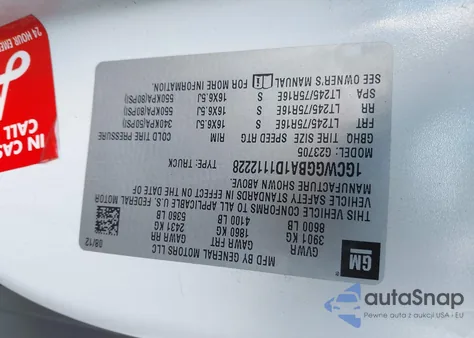 GM
MFD BY GENERAL MOTORS LLC
08/12
GVWR GAWR FRT GAWR RR
3901 KG 1860 KG 2431 KG
8600 LB 4100 LB 5360 LB
THIS VEHICLE CONFORMS TO ALL APPLICABLE U.S. FEDERAL MOTOR
VEHICLE SAFETY STANDARDS IN EFFECT ON THE DATE OF
MANUFACTURE SHOWN ABOVE.
1GCWGGBA1D1112228 TYPE: TRUCK
MODEL: G23705
GBHQ TIRE SIZE SPEED RTG RIM COLD TIRE PRESSURE
FRT LT245/75R16E S 16X6.5J 340KPA(50PSI)
RR LT245/75R16E S 16X6.5J 550KPA(80PSI)
SPA LT245/75R16E S 16X6.5J 550KPA(80PSI)
SEE OWNER'S MANUAL FOR MORE INFORMATION
24 HOUR EME
IN CAS
CALL
autoSnap
Pewne auta z aukcji USA i EU